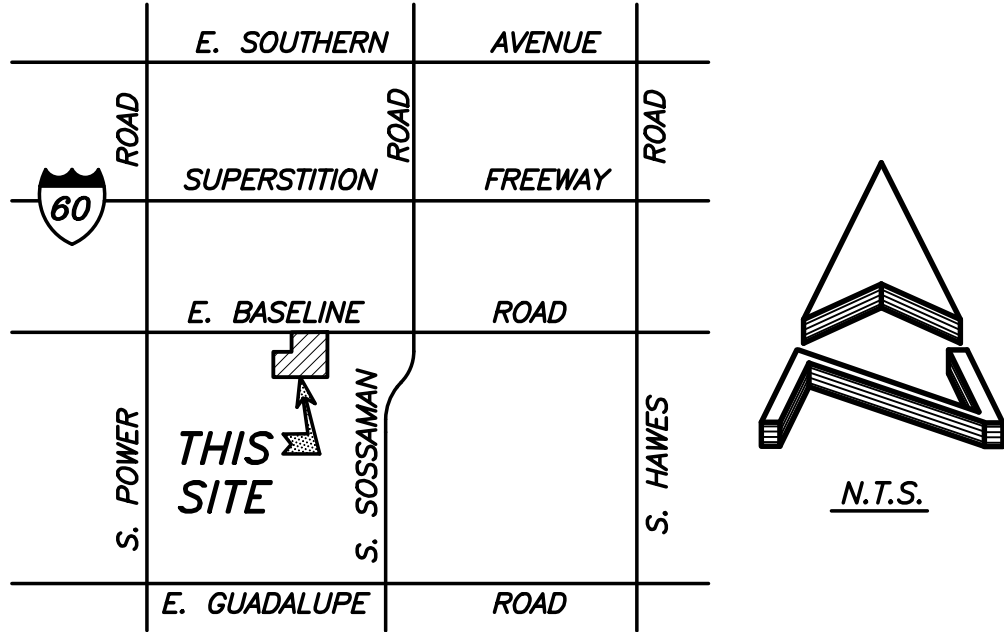 E. SOUTHERN AVENUE
ROAD
ROAD
ROAD
SUPERSTITION FREEWAY
60
E. BASELINE ROAD
S. POWER
THIS
SITE
S. SOSSAMAN
S. HAWES
N.T.S.
E. GUADALUPE ROAD